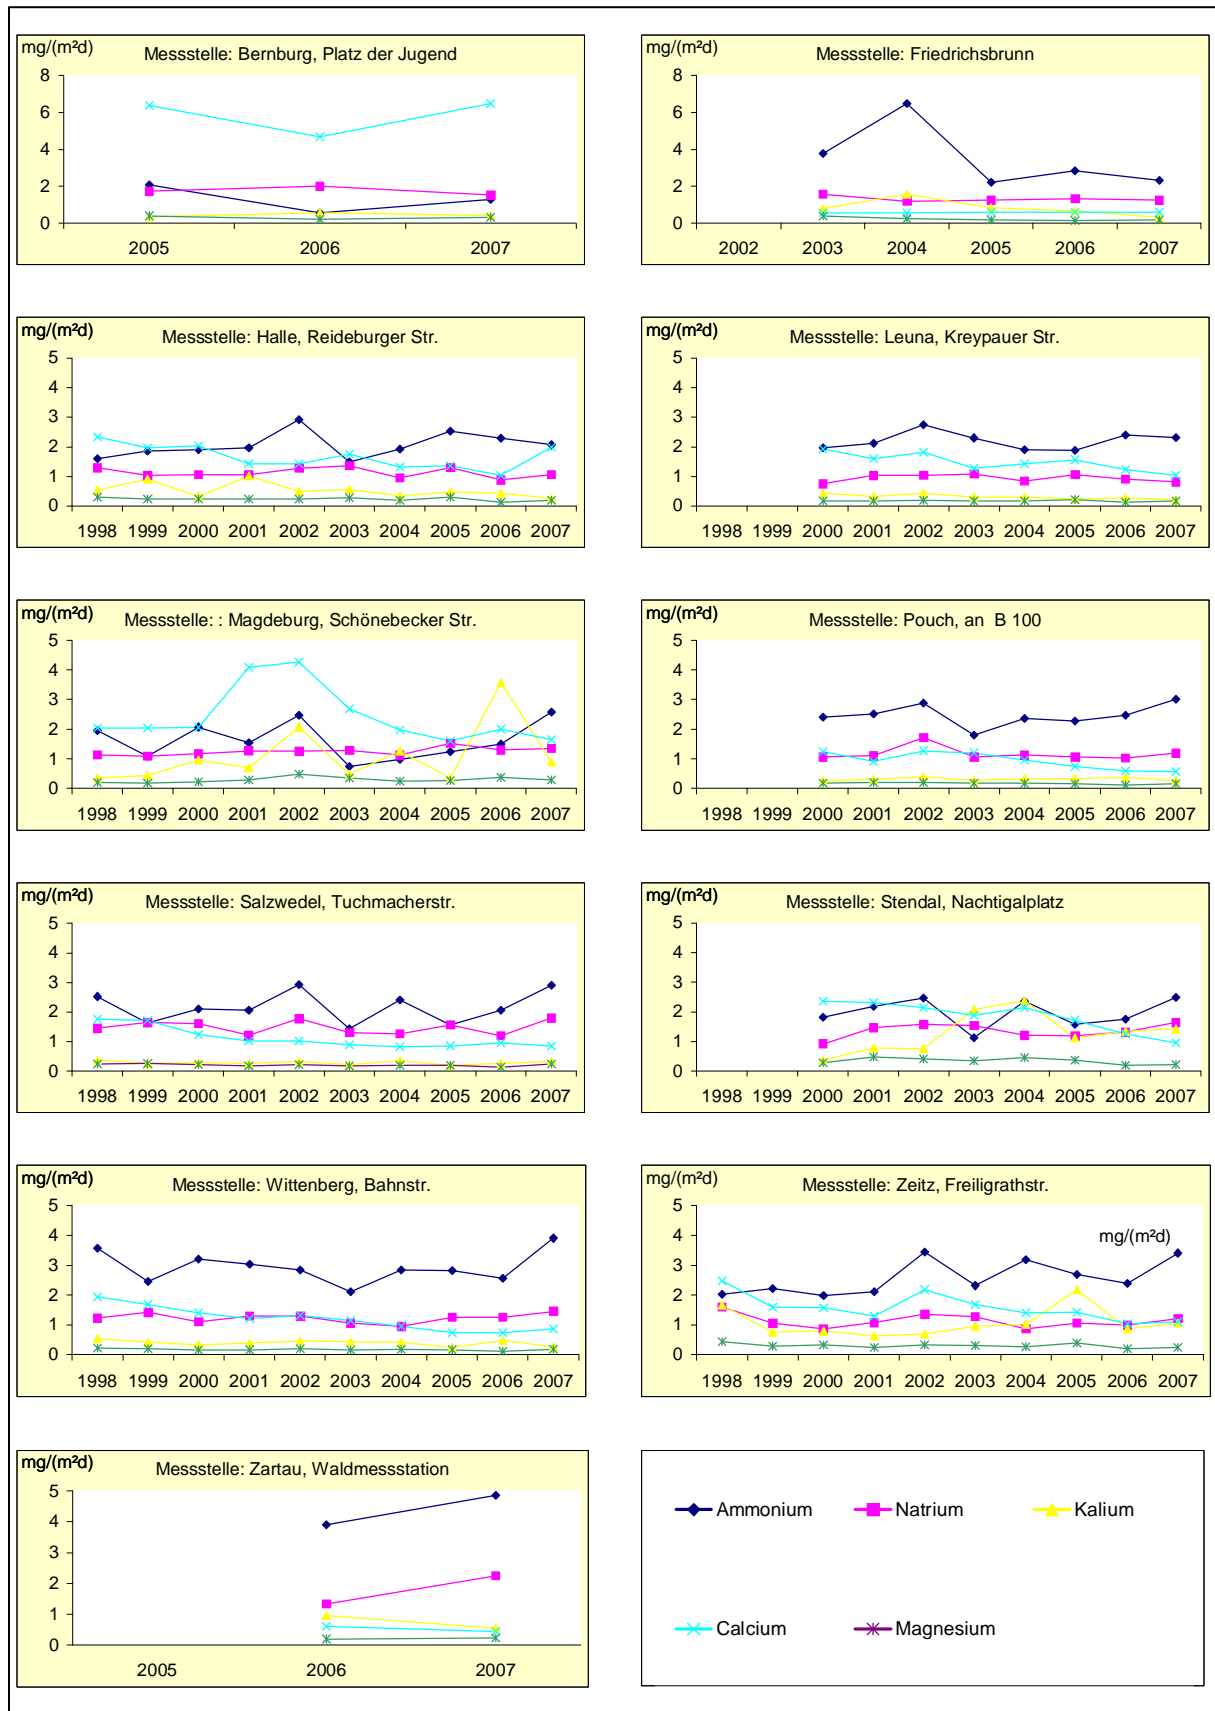 mg/(m²d)
Messstelle: Bernburg, Platz der Jugend
8
6
4
2
0
2005 2006 2007
mg/(m²d)
Messstelle: Friedrichsbrunn
8
6
4
2
0
2002 2003 2004 2005 2006 2007
mg/(m²d)
Messstelle: Halle, Reideburger Str.
5
4
3
2
1
0
1998 1999 2000 2001 2002 2003 2004 2005 2006 2007
mg/(m²d)
Messstelle: Leuna, Kreypauer Str.
5
4
3
2
1
0
1998 1999 2000 2001 2002 2003 2004 2005 2006 2007
mg/(m²d)
Messstelle: : Magdeburg, Schönebecker Str.
5
4
3
2
1
0
1998 1999 2000 2001 2002 2003 2004 2005 2006 2007
mg/(m²d)
Messstelle: Pouch, an B 100
5
4
3
2
1
0
1998 1999 2000 2001 2002 2003 2004 2005 2006 2007
mg/(m²d)
Messstelle: Salzwedel, Tuchmacherstr.
5
4
3
2
1
0
1998 1999 2000 2001 2002 2003 2004 2005 2006 2007
mg/(m²d)
Messstelle: Stendal, Nachtigalplatz
5
4
3
2
1
0
1998 1999 2000 2001 2002 2003 2004 2005 2006 2007
mg/(m²d)
Messstelle: Wittenberg, Bahnstr.
5
4
3
2
1
0
1998 1999 2000 2001 2002 2003 2004 2005 2006 2007
mg/(m²d)
Messstelle: Zeitz, Freiligrathstr.
mg/(m²d)
5
4
3
2
1
0
1998 1999 2000 2001 2002 2003 2004 2005 2006 2007
mg/(m²d)
Messstelle: Zartau, Waldmessstation
5
4
3
2
1
0
2005 2006 2007
Ammonium Natrium Kalium
Calcium Magnesium